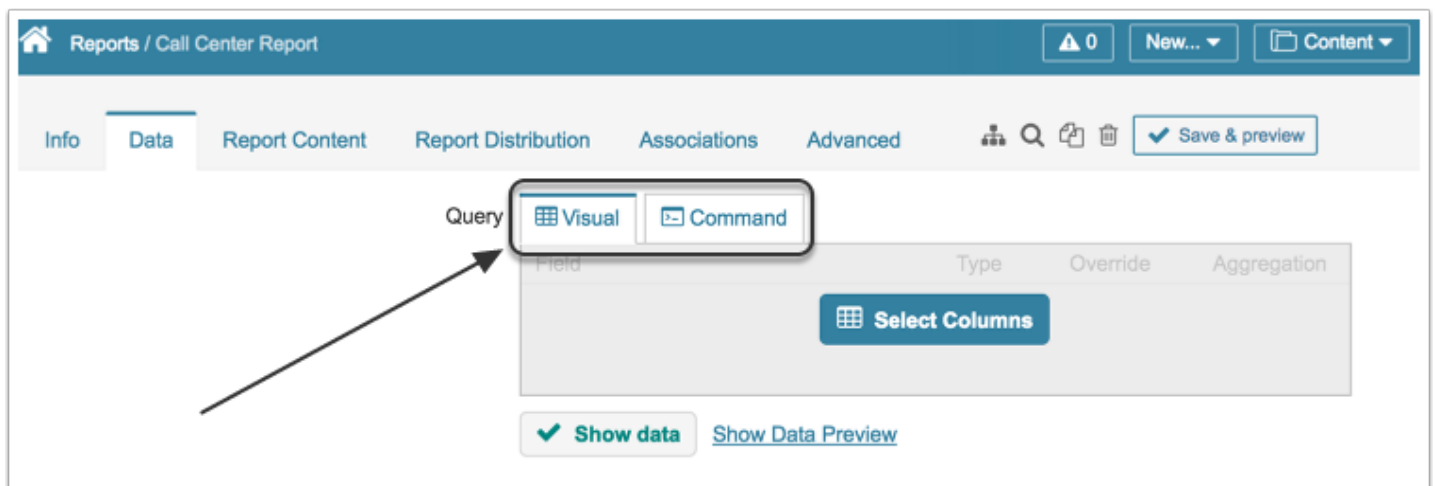 Reports / Call Center Report 0 New... Content
Info Data Report Content Report Distribution Associations Advanced Save & preview
Query Visual Command
Field Type Override Aggregation
Select Columns
Show data Show Data Preview